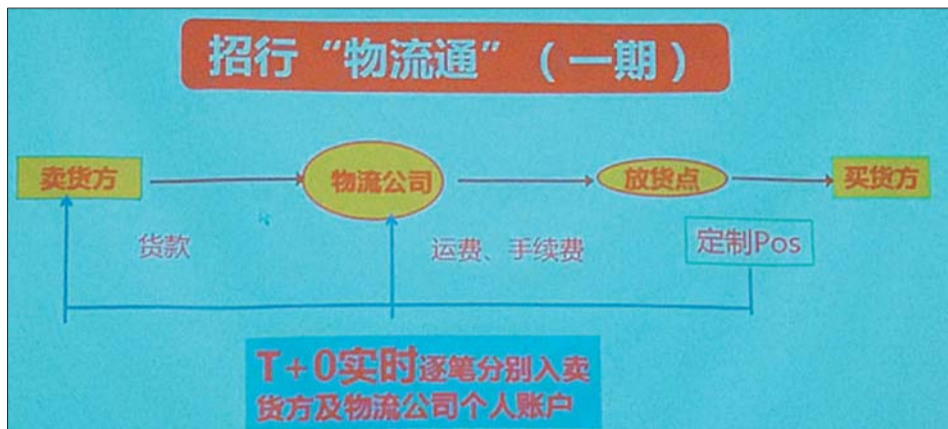 招行“物流通”（一期）
卖货方
物流公司
放货点
买货方
货款
运费、手续费
定制Pos
T+0实时逐笔分别入卖
货方及物流公司个人账户